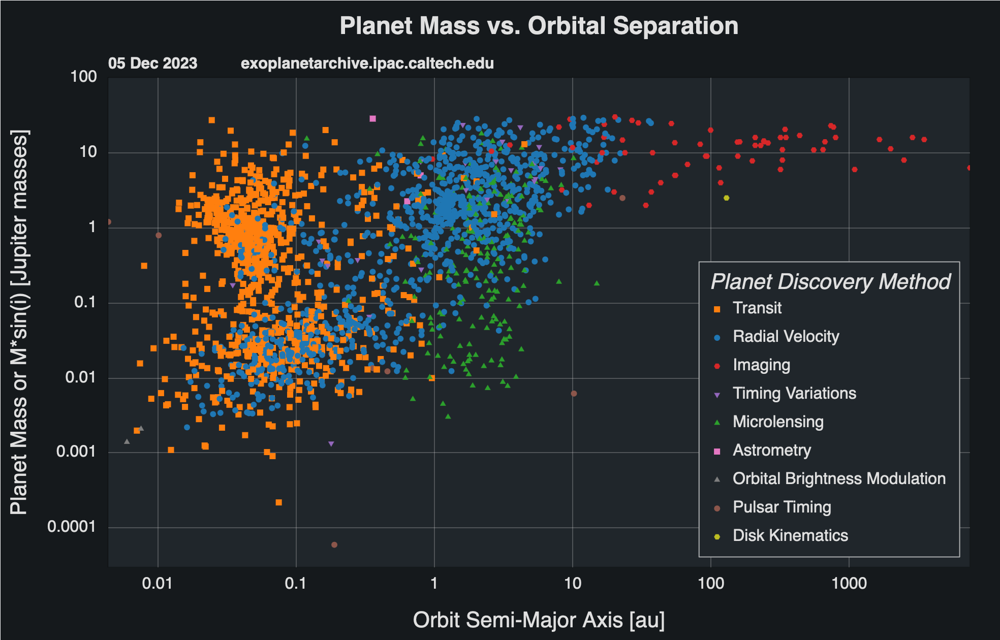 Planet Mass vs. Orbital Separation
05 Dec 2023 exoplanetarchive.ipac.caltech.edu
100
10
1
0.1
0.01
0.001
0.0001
Planet Mass or M*sin(i) [Jupiter masses]
Planet Discovery Method
Transit
Radial Velocity
Imaging
Timing Variations
Microlensing
Astrometry
Orbital Brightness Modulation
Pulsar Timing
Disk Kinematics
0.01 0.1 1 10 100 1000
Orbit Semi-Major Axis [au]